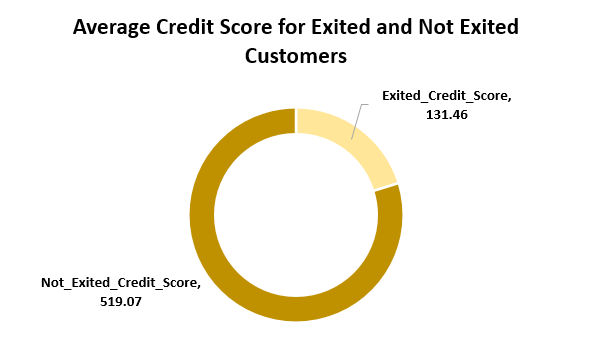 Average Credit Score for Exited and Not Exited
Customers
Exited_Credit_Score,
131.46
Not_Exited_Credit_Score,
519.07